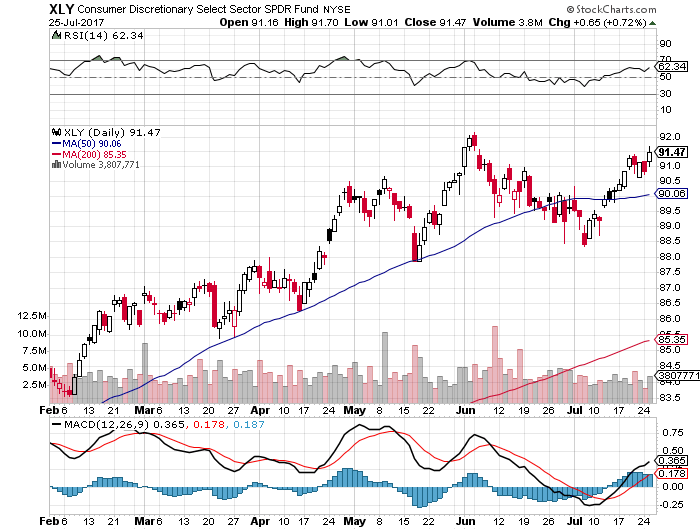 XLY Consumer Discretionary Select Sector SPDR Fund NYSE © StockCharts.com
25-Jul-2017 Open 91.16 High 91.70 Low 91.01 Close 91.47 Volume 3.8M Chg +0.65 (+0.72%)
RSI(14) 62.34
90
70
62.34
50
30
10
XLY (Daily) 91.47
MA(50) 90.06
MA(200) 85.35
Volume 3,807,771
92.0
91.47
91.0
90.5
90.06
89.5
89.0
88.5
88.0
87.5
87.0
86.5
86.0
85.35
85.0
84.5
3807771
83.5
12.5M
10.0M
7.5M
5.0M
2.5M
Feb 6 13 21 Mar 13 20 27 Apr 10 17 24 May 8 15 22 Jun 12 19 26 Jul 10 17 24
MACD(12,26,9) 0.365, 0.178, 0.187
0.75
0.50
0.365
0.178
0.00
-0.25
Feb 6 13 21 Mar 13 20 27 Apr 10 17 24 May 8 15 22 Jun 12 19 26 Jul 10 17 24